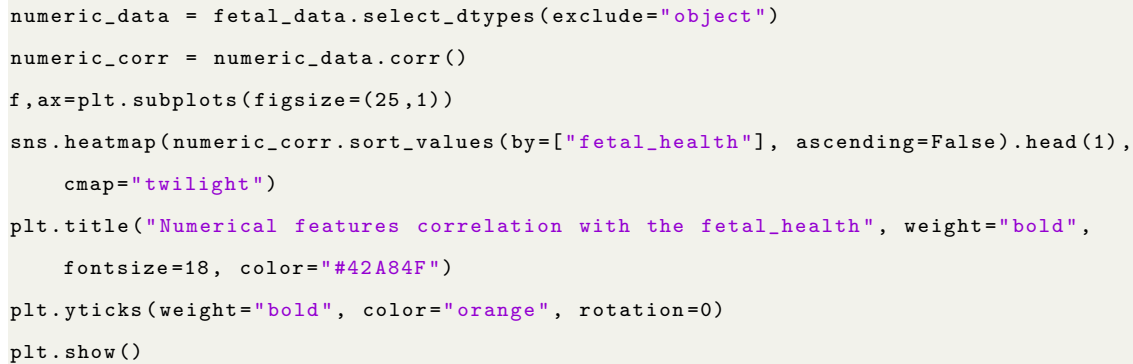 numeric_data = fetal_data.select_dtypes(exclude="object")
numeric_corr = numeric_data.corr()
f,ax=plt.subplots(figsize=(25,1))
sns.heatmap(numeric_corr.sort_values(by=["fetal_health"], ascending=False).head(1),
    cmap="twilight")
plt.title("Numerical features correlation with the fetal_health", weight="bold",
    fontsize=18, color="#42A84F")
plt.yticks(weight="bold", color="orange", rotation=0)
plt.show()